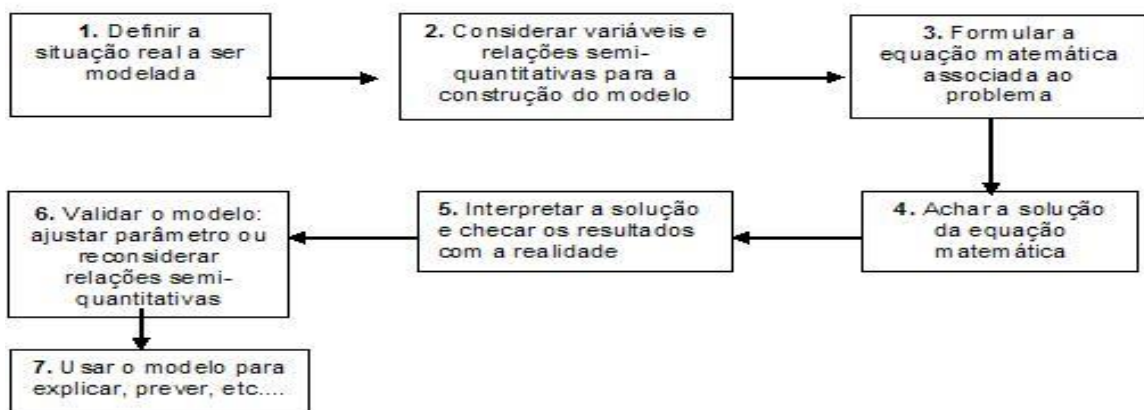 1. Definir a
situação real a ser
modelada
2. Considerar variáveis e
relações semi-
quantitativas para a
construção do modelo
3. Formular a
equação matemática
associada ao
problema
4. Achar a solução
da equação
matemática
5. Interpretar a solução
e checar os resultados
com a realidade
6. Validar o modelo:
ajustar parâmetro ou
reconsiderar
relações semi-
quantitativas
7. Usar o modelo para
explicar, prever, etc....